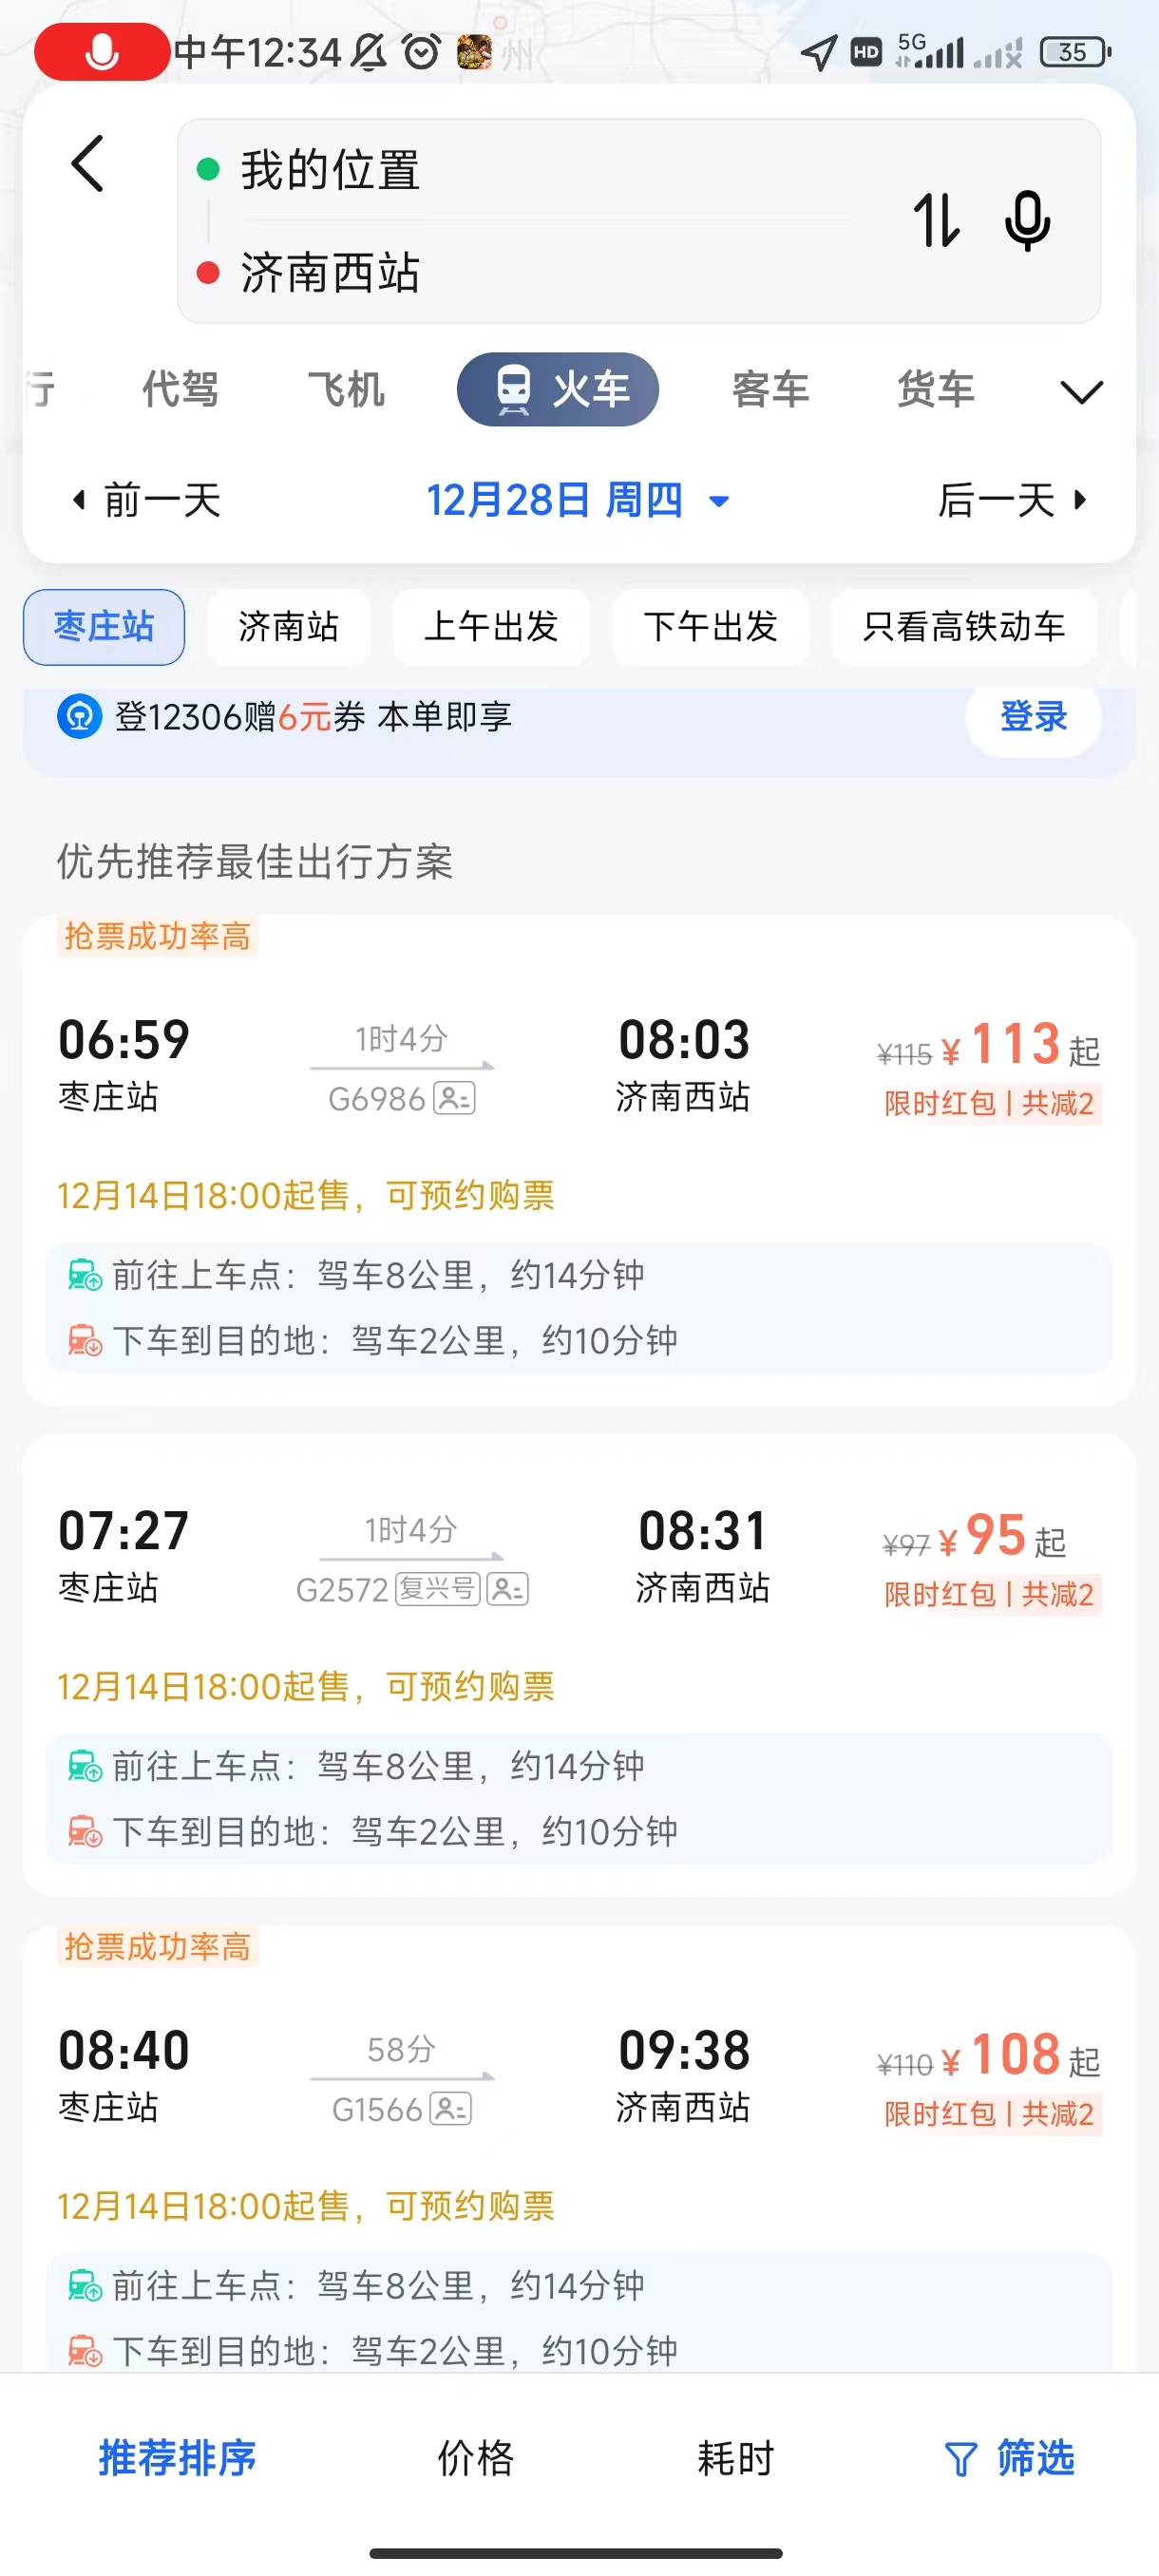 中午12:34 州 HD 5G 35
我的位置
济南西站
行 代驾 飞机 火车 客车 货车
前一天 12月28日 周四 后一天
枣庄站 济南站 上午出发 下午出发 只看高铁动车
登12306赠6元券 本单即享 登录
优先推荐最佳出行方案
抢票成功率高
06:59 1时4分 08:03 ¥115 ¥113起
枣庄站 G6986 济南西站 限时红包 | 共减2
12月14日18:00起售，可预约购票
前往上车点：驾车8公里，约14分钟
下车到目的地：驾车2公里，约10分钟
07:27 1时4分 08:31 ¥97 ¥95起
枣庄站 G2572 复兴号 济南西站 限时红包 | 共减2
12月14日18:00起售，可预约购票
前往上车点：驾车8公里，约14分钟
下车到目的地：驾车2公里，约10分钟
抢票成功率高
08:40 58分 09:38 ¥110 ¥108起
枣庄站 G1566 济南西站 限时红包 | 共减2
12月14日18:00起售，可预约购票
前往上车点：驾车8公里，约14分钟
下车到目的地：驾车2公里，约10分钟
推荐排序 价格 耗时 筛选